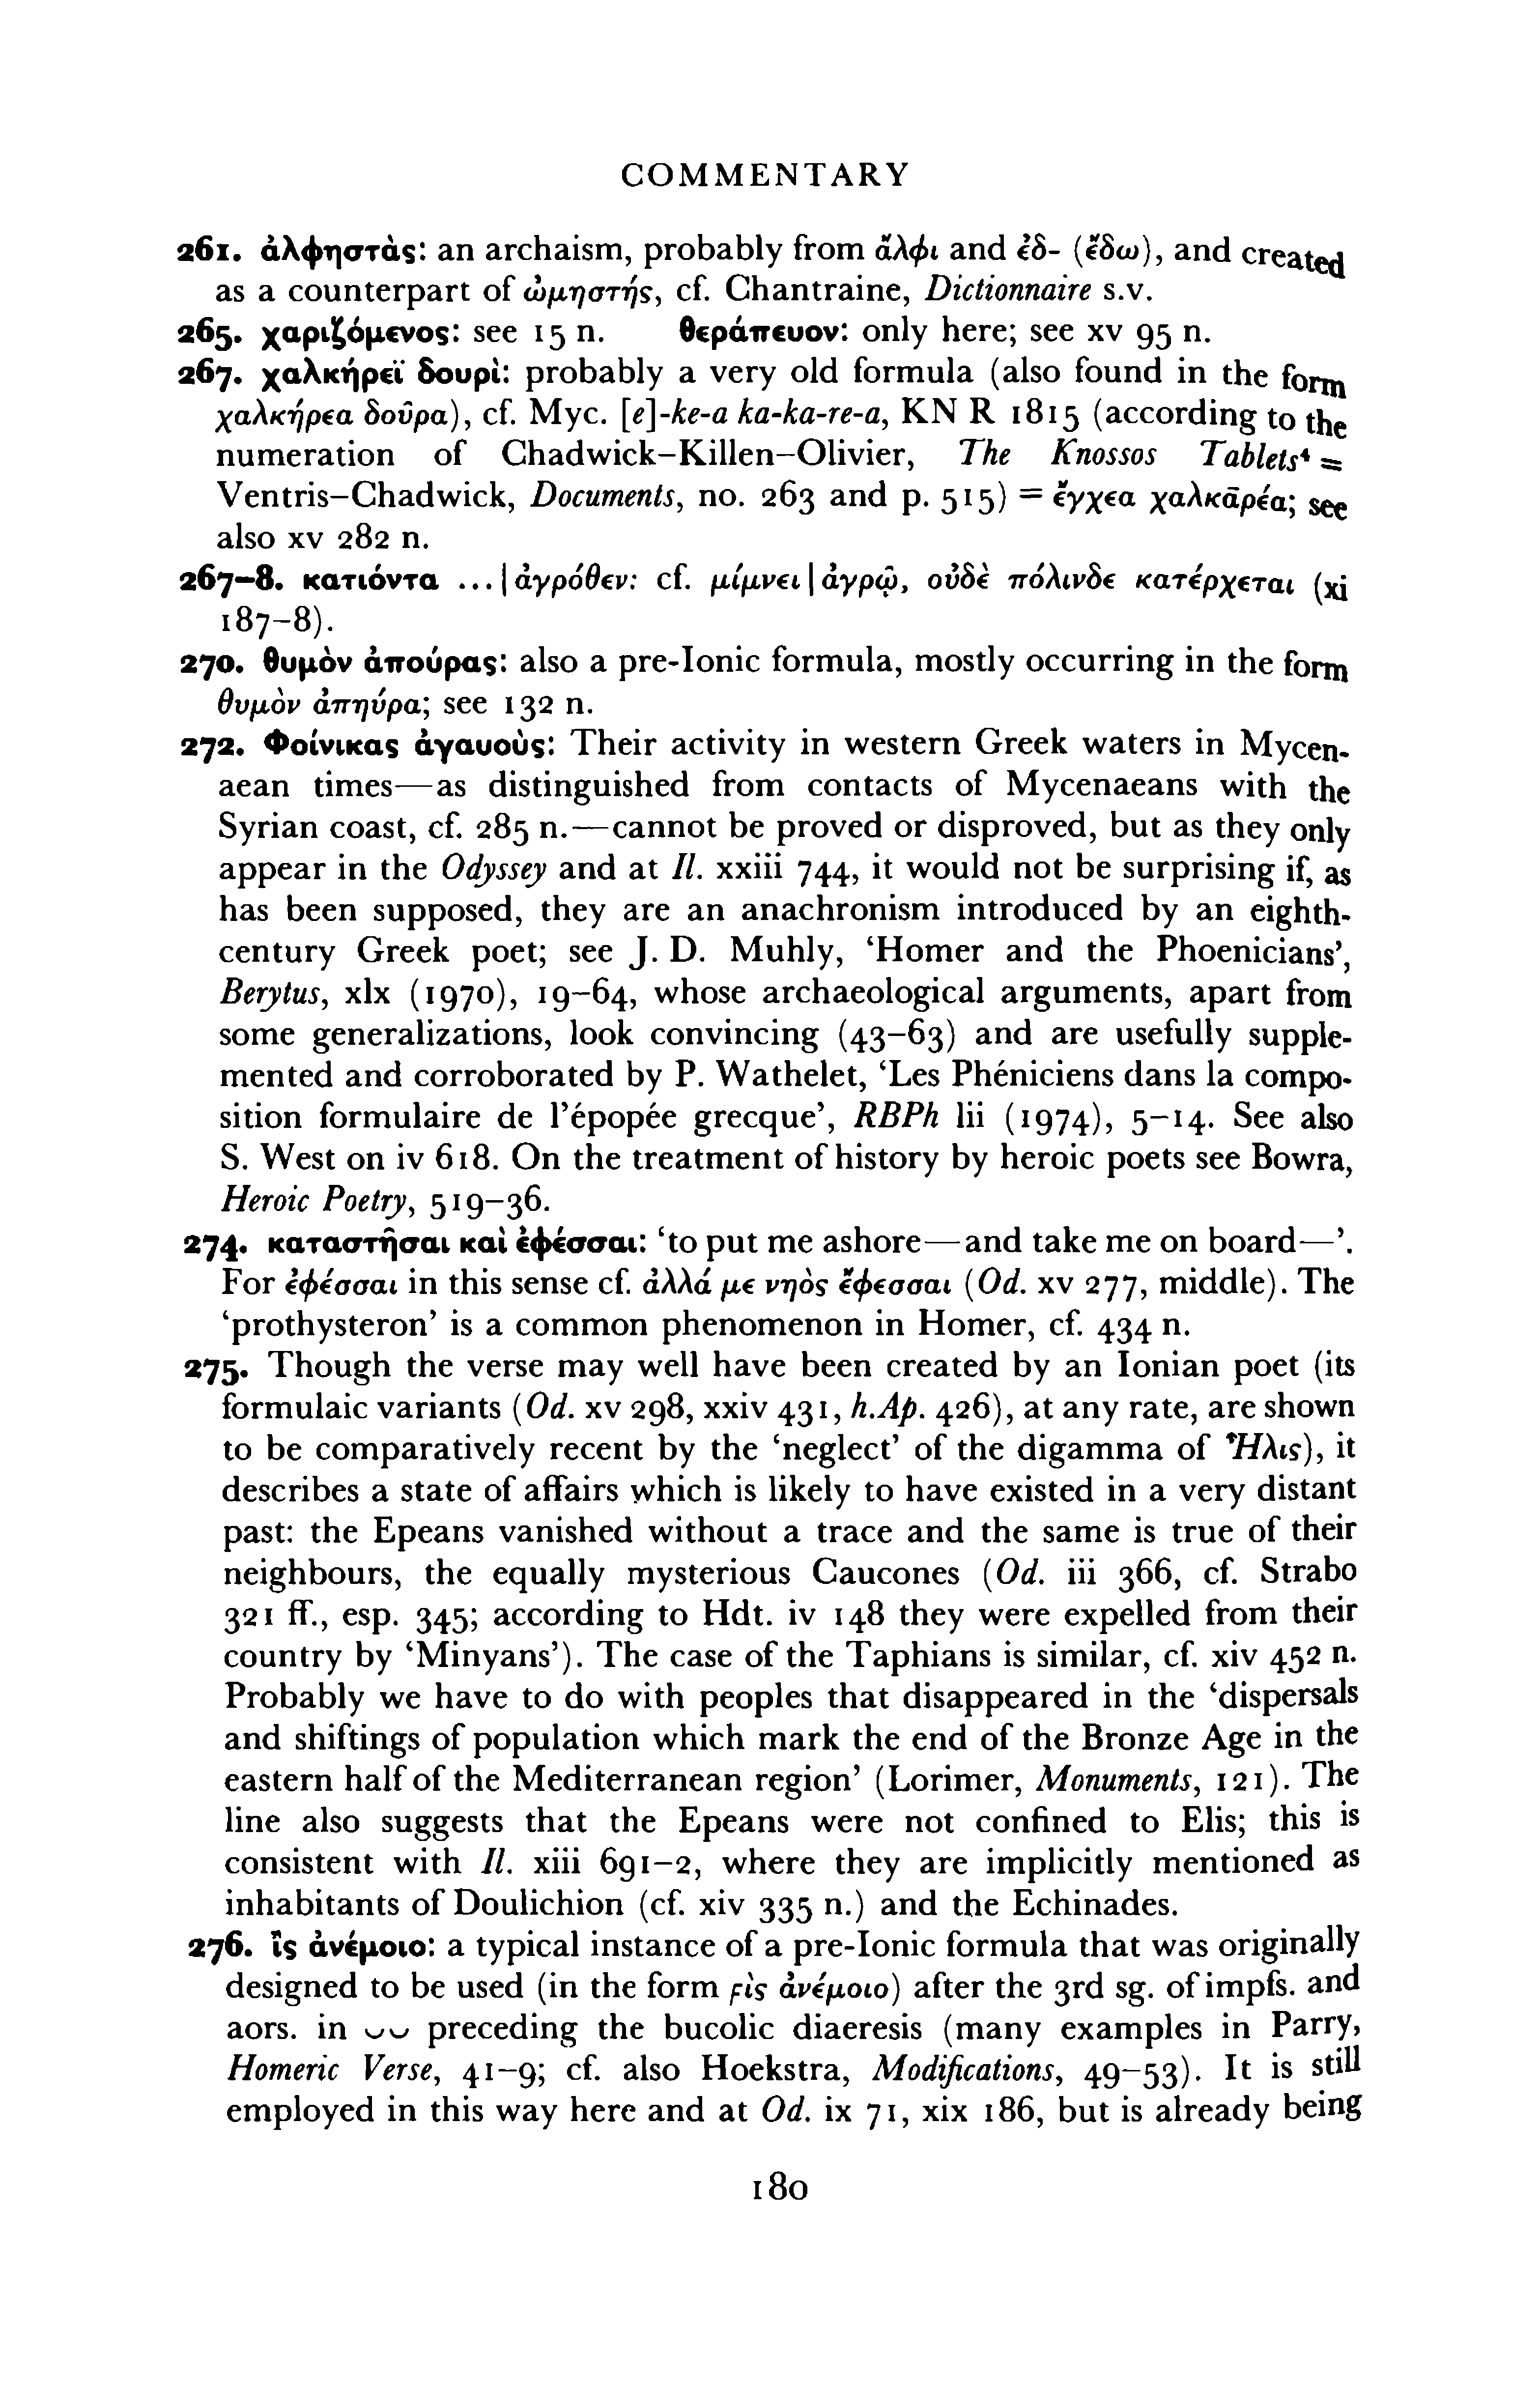 COMMENTARY
261. ἀλφηστὰς: an archaism, probably from ἄλφι and ἐδ- (ἔδω), and created
as a counterpart of ὠμηστής, cf. Chantraine, Dictionnaire s.v.
265. χαριζόμενος: see 15 n. θεράπευον: only here; see xv 95 n.
267. χαλκήρεϊ δουρί: probably a very old formula (also found in the form
χαλκήρεα δοῦρα), cf. Myc. [e]-ke-a ka-ka-re-a, KN R 1815 (according to the
numeration of Chadwick–Killen–Olivier, The Knossos Tablets⁴ =
Ventris–Chadwick, Documents, no. 263 and p. 515) = ἔγχεα χαλκᾱρέα; see
also xv 282 n.
267–8. κατιόντα ... | ἀγρόθεν: cf. μίμνει | ἀγρῷ, οὐδὲ πόλινδε κατέρχεται (xi
187–8).
270. θυμὸν ἀπούρας: also a pre-Ionic formula, mostly occurring in the form
θυμὸν ἀπηύρα; see 132 n.
272. Φοίνικας ἀγαυούς: Their activity in western Greek waters in Mycen-
aean times—as distinguished from contacts of Mycenaeans with the
Syrian coast, cf. 285 n.—cannot be proved or disproved, but as they only
appear in the Odyssey and at Il. xxiii 744, it would not be surprising if, as
has been supposed, they are an anachronism introduced by an eighth-
century Greek poet; see J. D. Muhly, ‘Homer and the Phoenicians’,
Berytus, xlx (1970), 19–64, whose archaeological arguments, apart from
some generalizations, look convincing (43–63) and are usefully supple-
mented and corroborated by P. Wathelet, ‘Les Phéniciens dans la compo-
sition formulaire de l’épopée grecque’, RBPh lii (1974), 5–14. See also
S. West on iv 618. On the treatment of history by heroic poets see Bowra,
Heroic Poetry, 519–36.
274. καταστῆσαι καὶ ἐφέσσαι: ‘to put me ashore—and take me on board—’.
For ἐφέσσαι in this sense cf. ἀλλά με νηὸς ἔφεσσαι (Od. xv 277, middle). The
‘prothysteron’ is a common phenomenon in Homer, cf. 434 n.
275. Though the verse may well have been created by an Ionian poet (its
formulaic variants (Od. xv 298, xxiv 431, h.Ap. 426), at any rate, are shown
to be comparatively recent by the ‘neglect’ of the digamma of Ἦλις), it
describes a state of affairs which is likely to have existed in a very distant
past: the Epeans vanished without a trace and the same is true of their
neighbours, the equally mysterious Caucones (Od. iii 366, cf. Strabo
321 ff., esp. 345; according to Hdt. iv 148 they were expelled from their
country by ‘Minyans’). The case of the Taphians is similar, cf. xiv 452 n.
Probably we have to do with peoples that disappeared in the ‘dispersals
and shiftings of population which mark the end of the Bronze Age in the
eastern half of the Mediterranean region’ (Lorimer, Monuments, 121). The
line also suggests that the Epeans were not confined to Elis; this is
consistent with Il. xiii 691–2, where they are implicitly mentioned as
inhabitants of Doulichion (cf. xiv 335 n.) and the Echinades.
276. ἲς ἀνέμοιο: a typical instance of a pre-Ionic formula that was originally
designed to be used (in the form ϝὶς ἀνέμοιο) after the 3rd sg. of impfs. and
aors. in ⏑⏑ preceding the bucolic diaeresis (many examples in Parry,
Homeric Verse, 41–9; cf. also Hoekstra, Modifications, 49–53). It is still
employed in this way here and at Od. ix 71, xix 186, but is already being
180